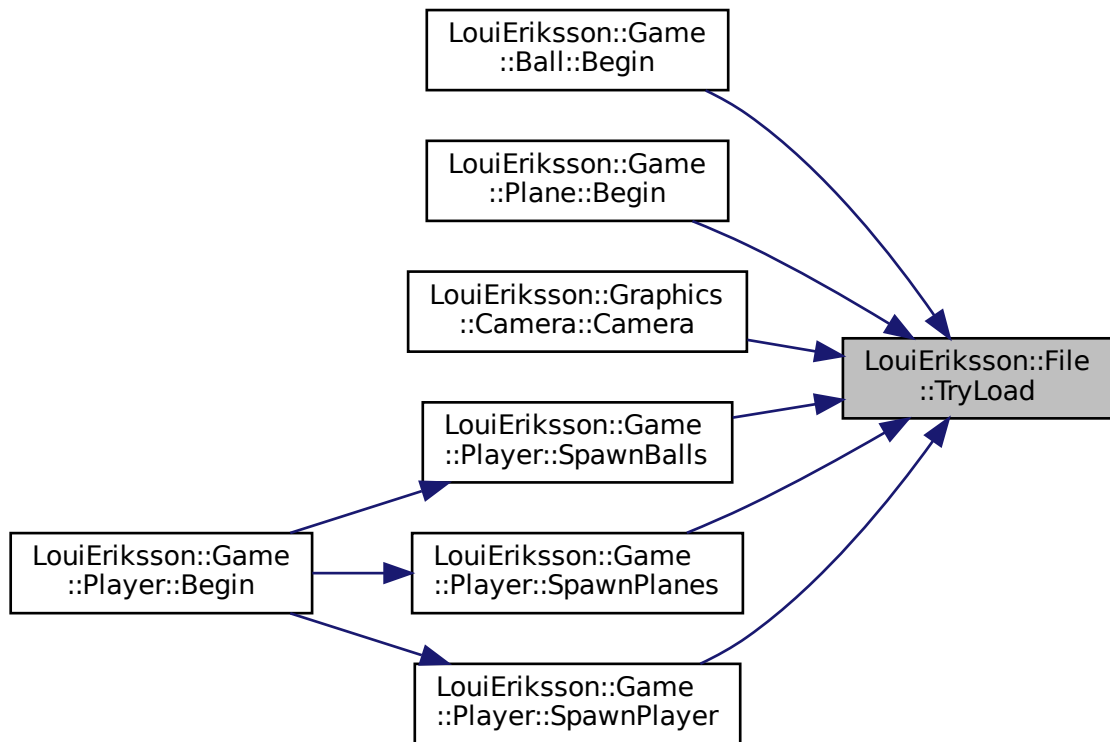 LouiEriksson::Game
::Ball::Begin
LouiEriksson::Game
::Plane::Begin
LouiEriksson::Graphics
::Camera::Camera
LouiEriksson::File
::TryLoad
LouiEriksson::Game
::Player::SpawnBalls
LouiEriksson::Game
::Player::Begin
LouiEriksson::Game
::Player::SpawnPlanes
LouiEriksson::Game
::Player::SpawnPlayer